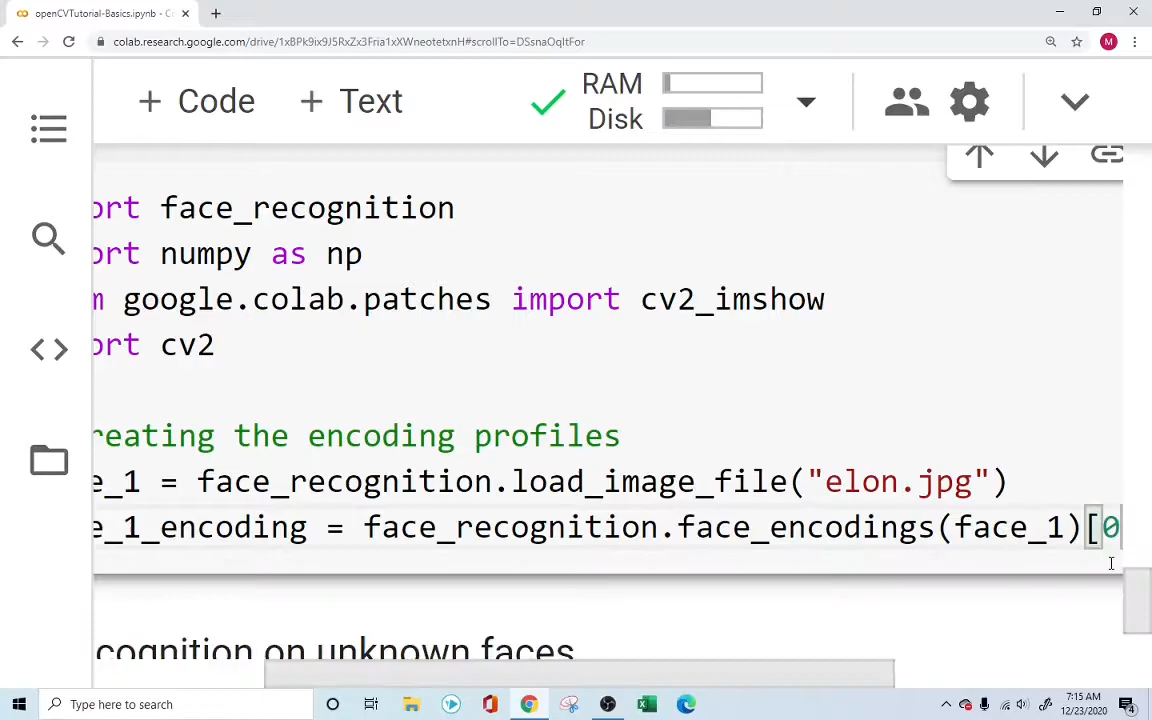 openCVTutorial-Basics.ipynb - C
colab.research.google.com/drive/1xBPk9ix9J5RxZx3Fria1xXWneotetxnH#scrollTo=DSsnaOqItFor
M
+ Code + Text
RAM
Disk
ort face_recognition
ort numpy as np
m google.colab.patches import cv2_imshow
ort cv2
reating the encoding profiles
e_1 = face_recognition.load_image_file("elon.jpg")
e_1_encoding = face_recognition.face_encodings(face_1)[0
cognition on unknown faces
Type here to search
7:15 AM
12/23/2020
4